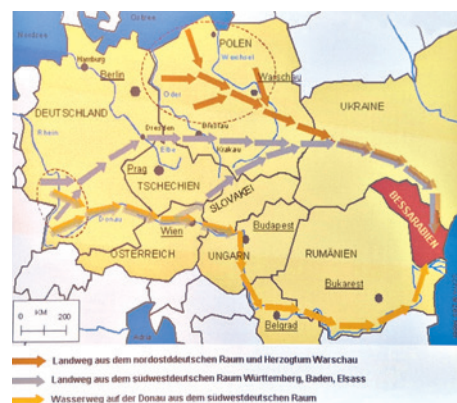 Nordsee
Ostsee
POLEN
Weichsel
Hamburg
Berlin
Warschau
Oder
UKRAINE
DEUTSCHLAND
Rhein
Dresden
Breslau
Elbe
Krakau
Prag
TSCHECHIEN
SLOVAKEI
BESSARABIEN
Donau
Wien
Budapest
ÖSTERREICH
UNGARN
RUMÄNIEN
Bukarest
Belgrad
KM
0 200
Landweg aus dem nordostddeutschen Raum und Herzogtum Warschau
Landweg aus dem südwestdeutschen Raum Württemberg, Baden, Elsass
Wasserweg auf der Donau aus dem südwestdeutschen Raum